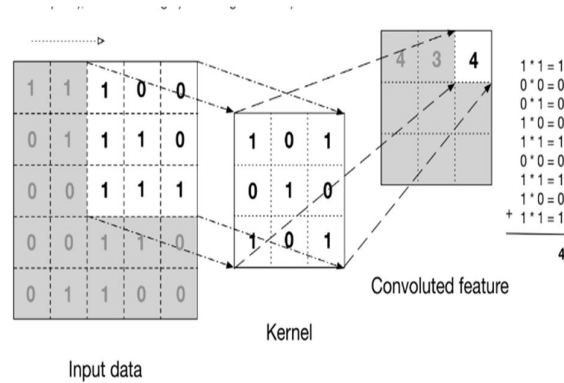 1 1 1 0 0
0 1 1 1 0
0 0 1 1 1
0 0 1 1 0
0 1 1 0 0
Input data
1 0 1
0 1 0
1 0 1
Kernel
4 3 4
Convoluted feature
1*1=1
0*0=0
0*1=0
1*0=0
1*1=1
0*0=0
1*1=1
1*0=0
+ 1*1=1
4